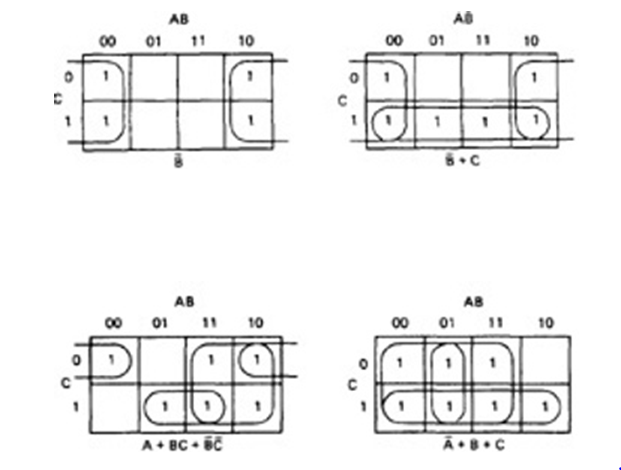 AB
00 01 11 10
0 1 1
C
1 1 1
B̄
AB
00 01 11 10
0 1 1
C
1 1 1 1 1
B̄ + C
AB
00 01 11 10
0 1 1 1
C
1 1 1 1
A + BC + B̄C̄
AB
00 01 11 10
0 1 1 1
C
1 1 1 1 1
Ā + B + C